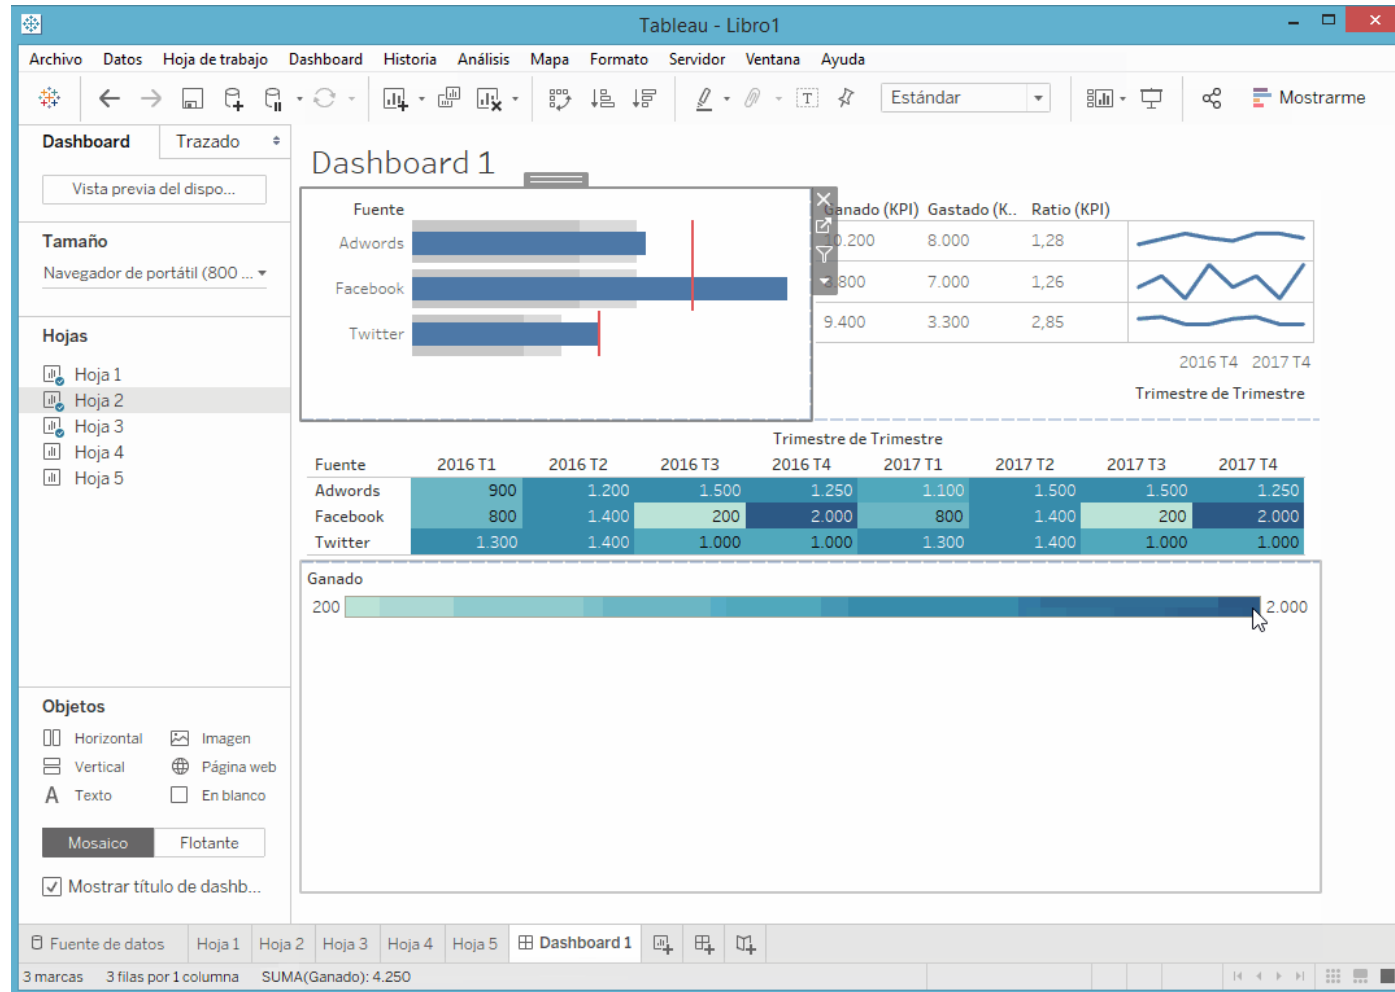 Tableau - Libro1
Archivo Datos Hoja de trabajo Dashboard Historia Análisis Mapa Formato Servidor Ventana Ayuda
Estándar Mostrarme
Dashboard Trazado
Vista previa del dispo...
Tamaño
Navegador de portátil (800 ...
Hojas
Hoja 1
Hoja 2
Hoja 3
Hoja 4
Hoja 5
Objetos
Horizontal Imagen
Vertical Página web
Texto En blanco
Mosaico Flotante
Mostrar título de dashb...
Dashboard 1
Fuente
Adwords
Facebook
Twitter
Ganado (KPI) Gastado (K.. Ratio (KPI)
10.200 8.000 1,28
.800 7.000 1,26
9.400 3.300 2,85
2016 T4 2017 T4
Trimestre de Trimestre
Trimestre de Trimestre
Fuente 2016 T1 2016 T2 2016 T3 2016 T4 2017 T1 2017 T2 2017 T3 2017 T4
Adwords 900 1.200 1.500 1.250 1.100 1.500 1.500 1.250
Facebook 800 1.400 200 2.000 800 1.400 200 2.000
Twitter 1.300 1.400 1.000 1.000 1.300 1.400 1.000 1.000
Ganado
200 2.000
Fuente de datos Hoja 1 Hoja 2 Hoja 3 Hoja 4 Hoja 5 Dashboard 1
3 marcas 3 filas por 1 columna SUMA(Ganado): 4.250